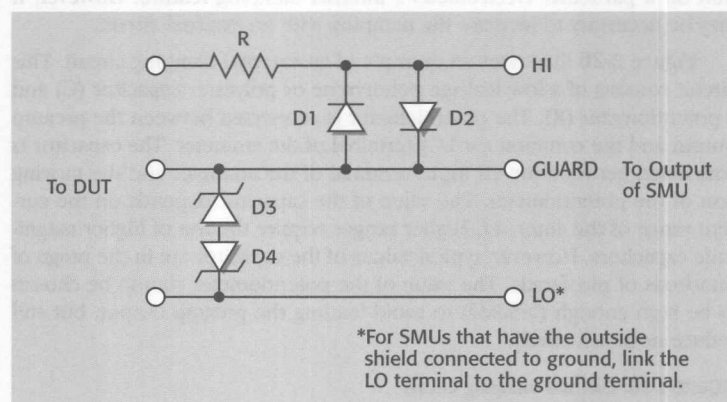 R
HI
D1
D2
To DUT
GUARD
To Output
of SMU
D3
D4
LO*
*For SMUs that have the outside
shield connected to ground, link the
LO terminal to the ground terminal.